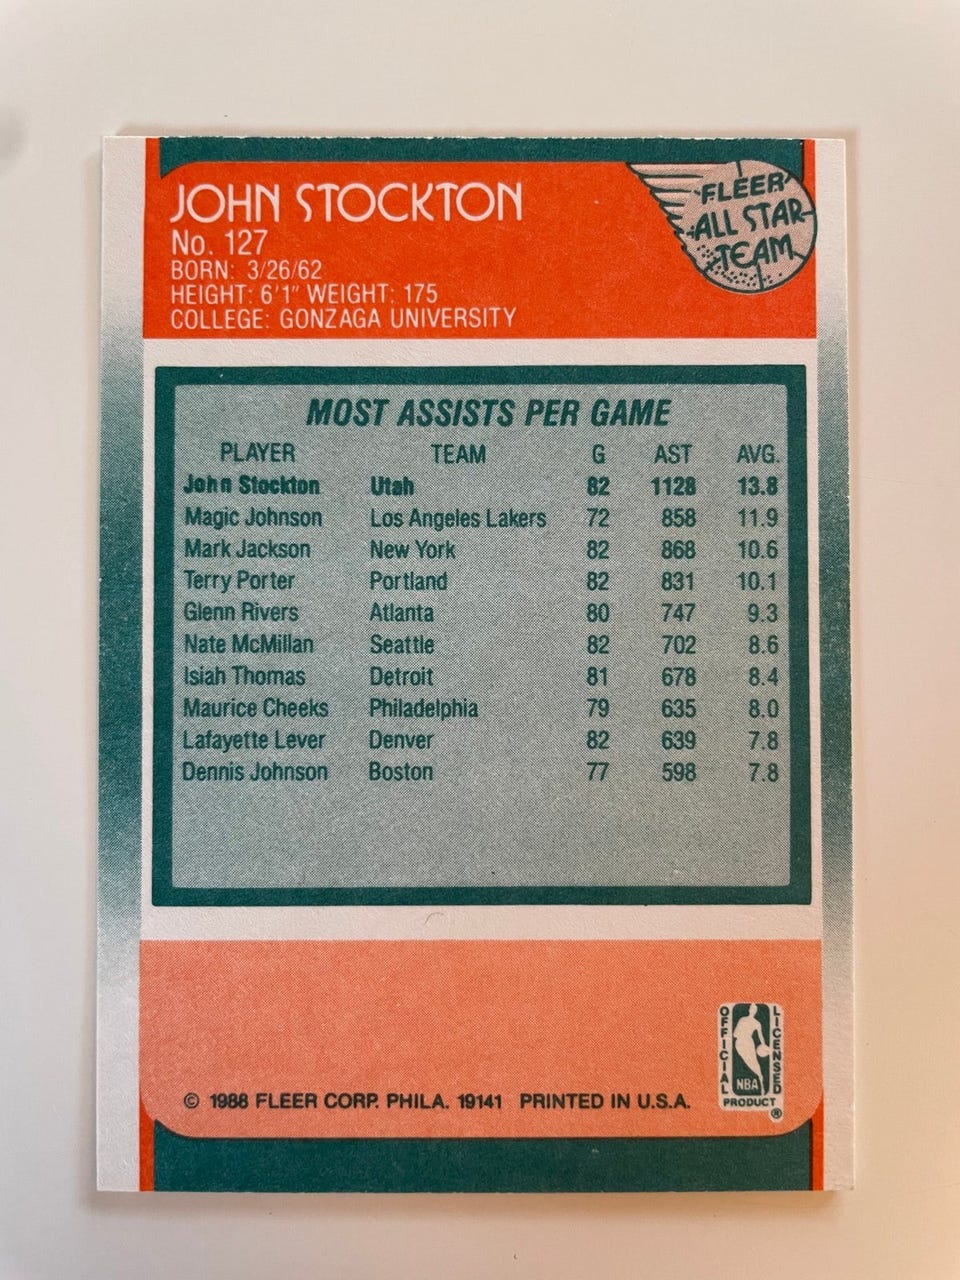 JOHN STOCKTON
No. 127
BORN: 3/26/62
HEIGHT: 6'1" WEIGHT: 175
COLLEGE: GONZAGA UNIVERSITY
FLEER
ALL STAR
TEAM
MOST ASSISTS PER GAME
PLAYER TEAM G AST AVG.
John Stockton Utah 82 1128 13.8
Magic Johnson Los Angeles Lakers 72 858 11.9
Mark Jackson New York 82 868 10.6
Terry Porter Portland 82 831 10.1
Glenn Rivers Atlanta 80 747 9.3
Nate McMillan Seattle 82 702 8.6
Isiah Thomas Detroit 81 678 8.4
Maurice Cheeks Philadelphia 79 635 8.0
Lafayette Lever Denver 82 639 7.8
Dennis Johnson Boston 77 598 7.8
OFFICIAL
LICENSED
NBA
PRODUCT
®
© 1988 FLEER CORP. PHILA. 19141 PRINTED IN U.S.A.